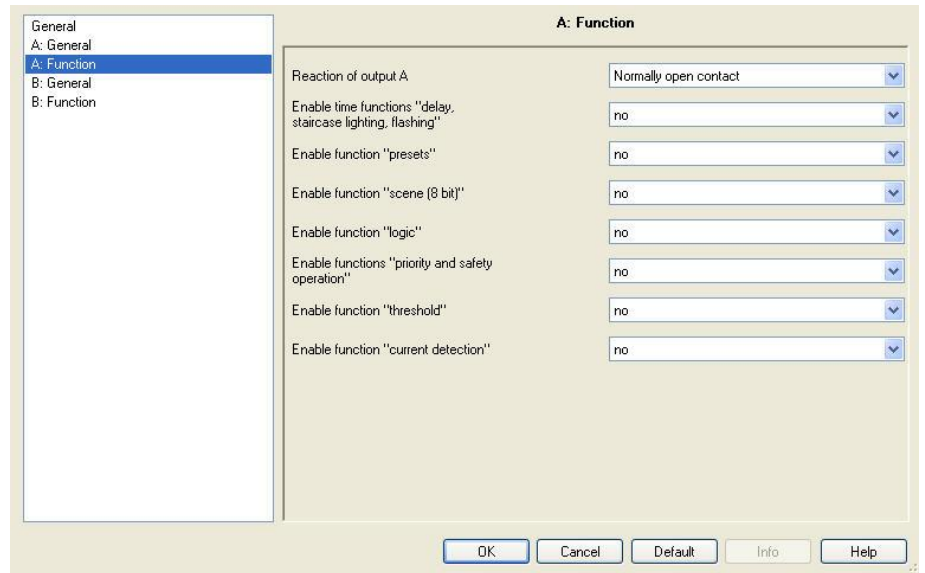 General
A: General
A: Function
B: General
B: Function
A: Function
Reaction of output A
Normally open contact
Enable time functions "delay,
staircase lighting, flashing"
no
Enable function "presets"
no
Enable function "scene (8 bit)"
no
Enable function "logic"
no
Enable functions "priority and safety
operation"
no
Enable function "threshold"
no
Enable function "current detection"
no
OK
Cancel
Default
Info
Help